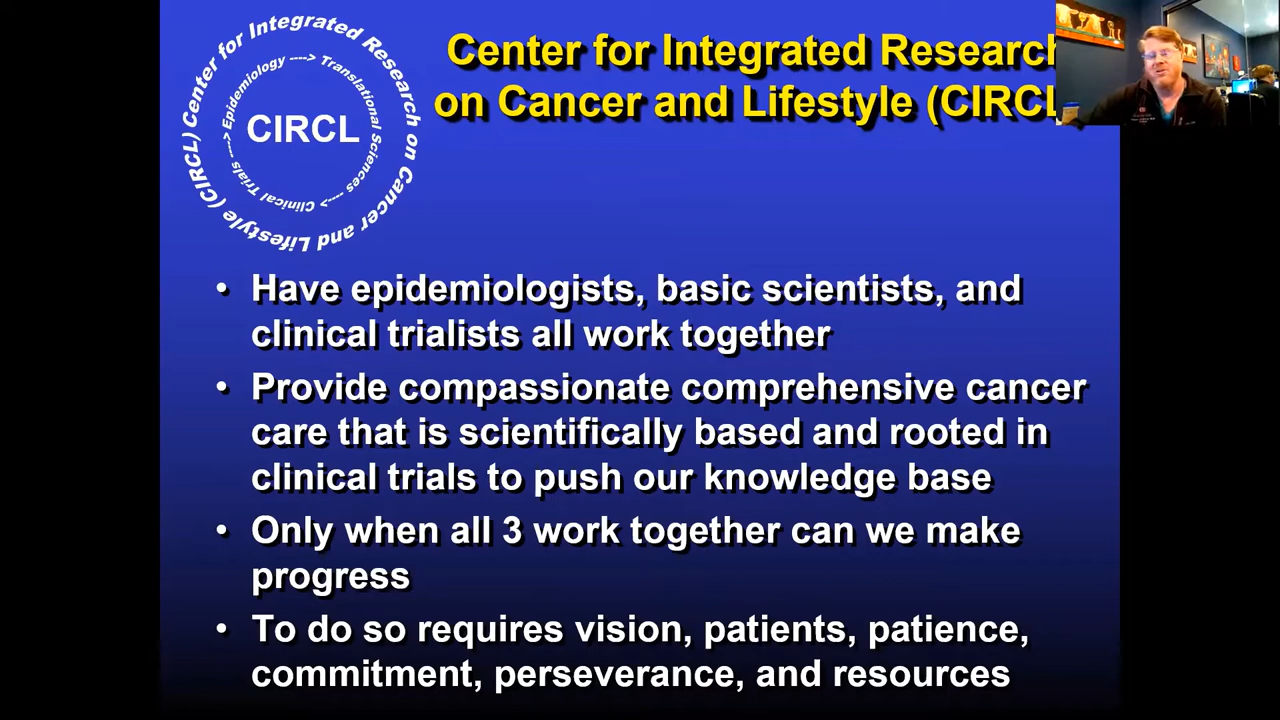 Center for Integrated Research on Cancer and Lifestyle (CIRCL)
Epidemiology ----> Translational Sciences ----> Clinical Trials ---->
CIRCL
Center for Integrated Research
on Cancer and Lifestyle (CIRCL
• Have epidemiologists, basic scientists, and
clinical trialists all work together
• Provide compassionate comprehensive cancer
care that is scientifically based and rooted in
clinical trials to push our knowledge base
• Only when all 3 work together can we make
progress
• To do so requires vision, patients, patience,
commitment, perseverance, and resources